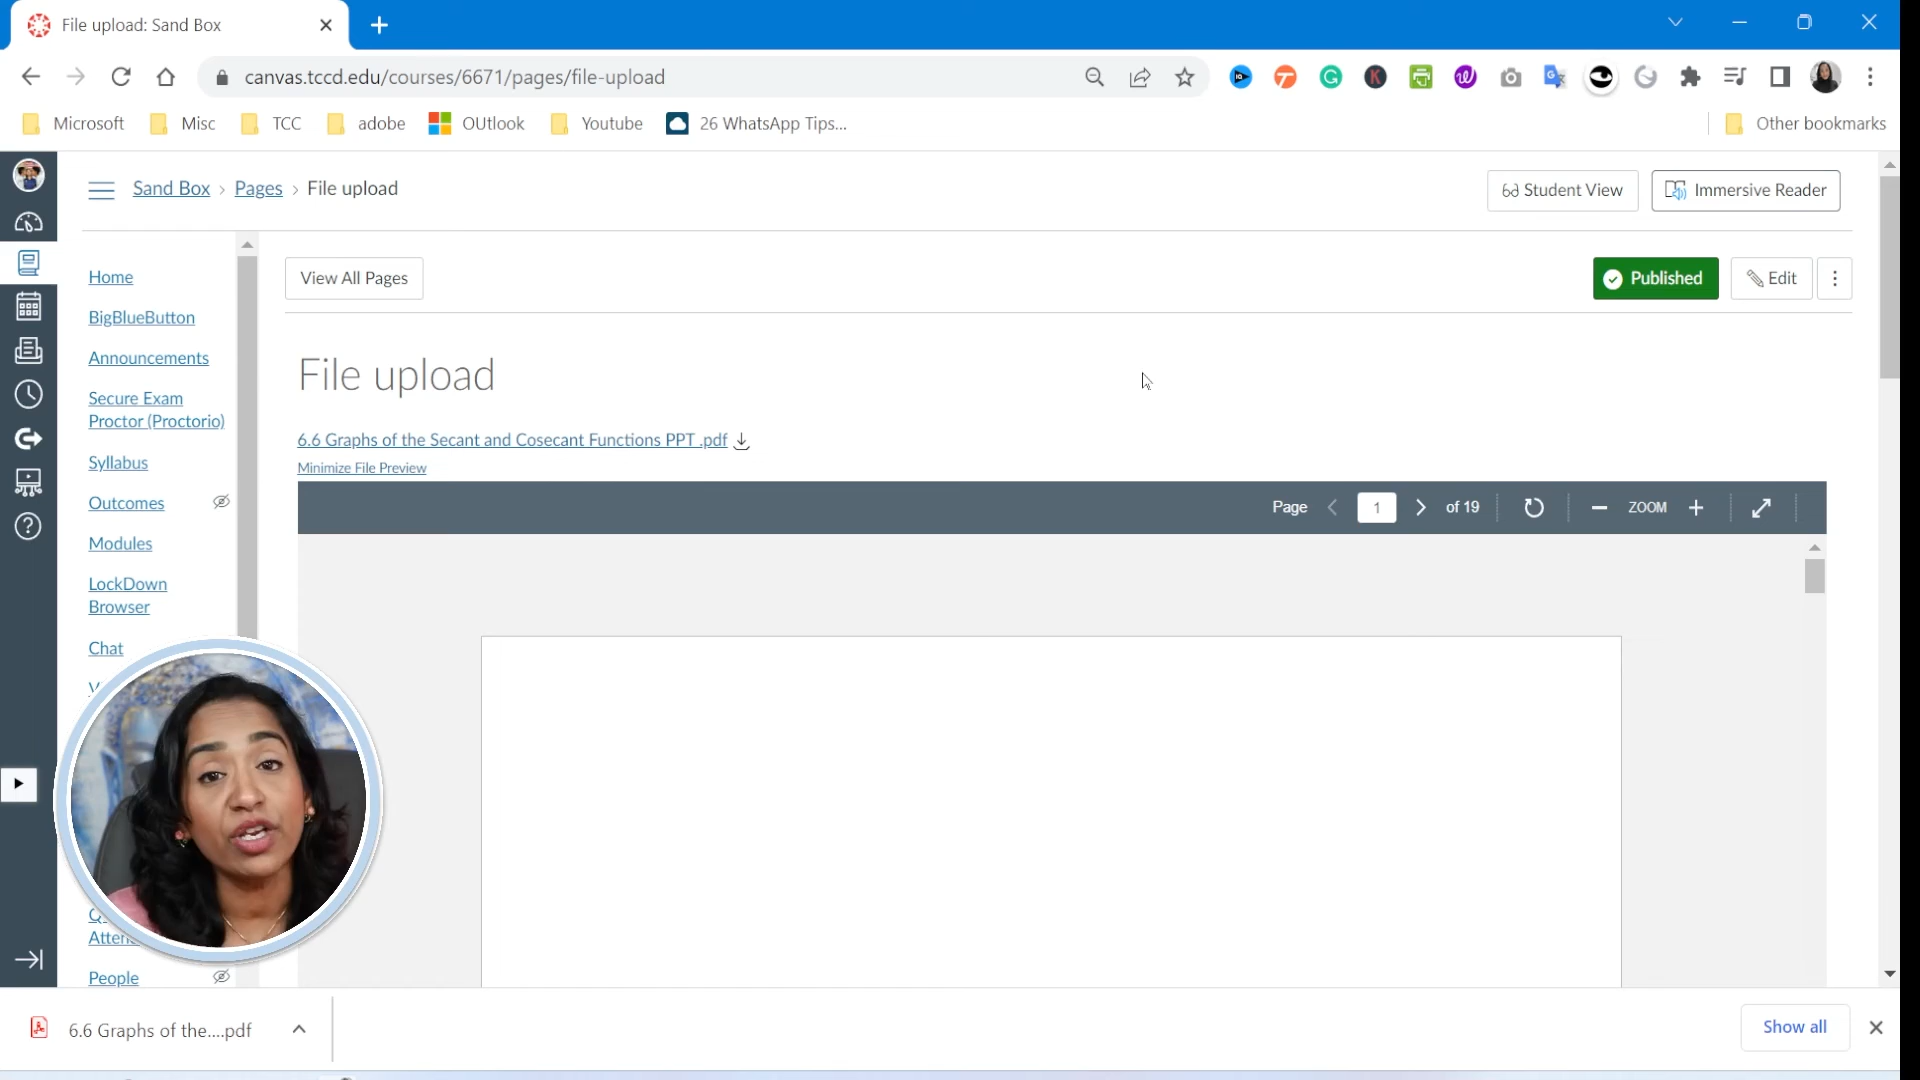 File upload: Sand Box
canvas.tccd.edu/courses/6671/pages/file-upload
Microsoft
Misc
TCC
adobe
OUtlook
Youtube
26 WhatsApp Tips...
Other bookmarks
Sand Box › Pages › File upload
Student View
Immersive Reader
Home
BigBlueButton
Announcements
Secure Exam
Proctor (Proctorio)
Syllabus
Outcomes
Modules
LockDown
Browser
Chat
People
View All Pages
Published
Edit
File upload
6.6 Graphs of the Secant and Cosecant Functions PPT .pdf
Minimize File Preview
Page 1 of 19
ZOOM
6.6 Graphs of the....pdf
Show all